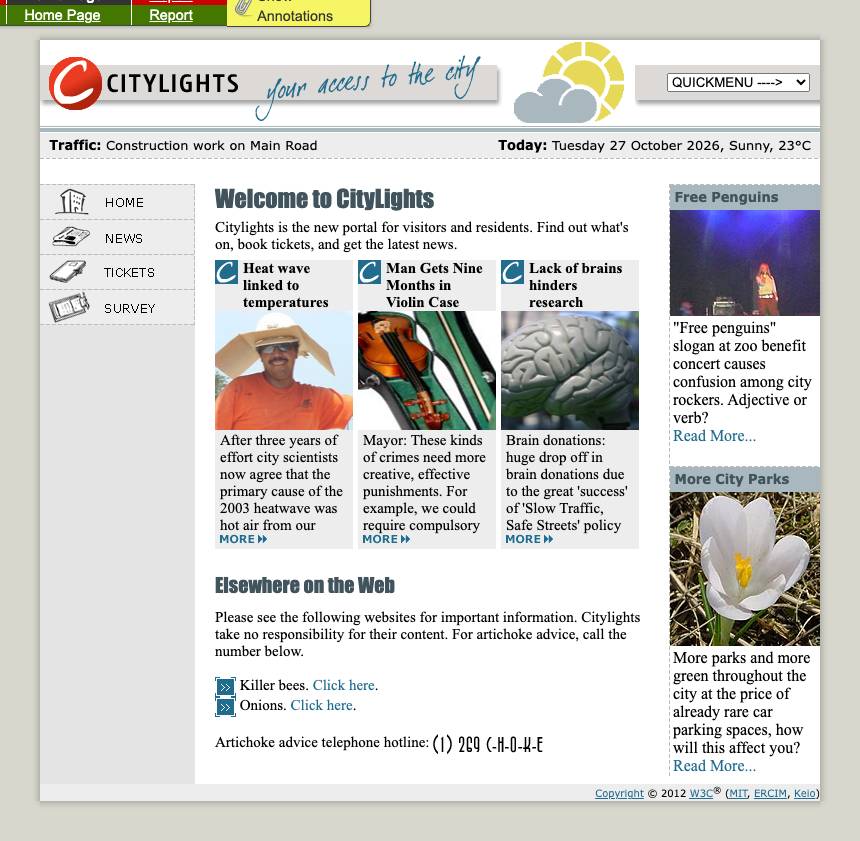 Home Page
Report
Annotations
CITYLIGHTS
your access to the city
QUICKMENU ---->
Traffic: Construction work on Main Road
Today: Tuesday 27 October 2026, Sunny, 23°C
HOME
NEWS
TICKETS
SURVEY
Welcome to CityLights
Citylights is the new portal for visitors and residents. Find out what's
on, book tickets, and get the latest news.
Heat wave
linked to
temperatures
After three years of
effort city scientists
now agree that the
primary cause of the
2003 heatwave was
hot air from our
MORE
Man Gets Nine
Months in
Violin Case
Mayor: These kinds
of crimes need more
creative, effective
punishments. For
example, we could
require compulsory
MORE
Lack of brains
hinders
research
Brain donations:
huge drop off in
brain donations due
to the great 'success'
of 'Slow Traffic,
Safe Streets' policy
MORE
Elsewhere on the Web
Please see the following websites for important information. Citylights
take no responsibility for their content. For artichoke advice, call the
number below.
Killer bees. Click here.
Onions. Click here.
Artichoke advice telephone hotline: (1) 269 C-H-O-K-E
Free Penguins
"Free penguins"
slogan at zoo benefit
concert causes
confusion among city
rockers. Adjective or
verb?
Read More...
More City Parks
More parks and more
green throughout the
city at the price of
already rare car
parking spaces, how
will this affect you?
Read More...
Copyright © 2012 W3C® (MIT, ERCIM, Keio)